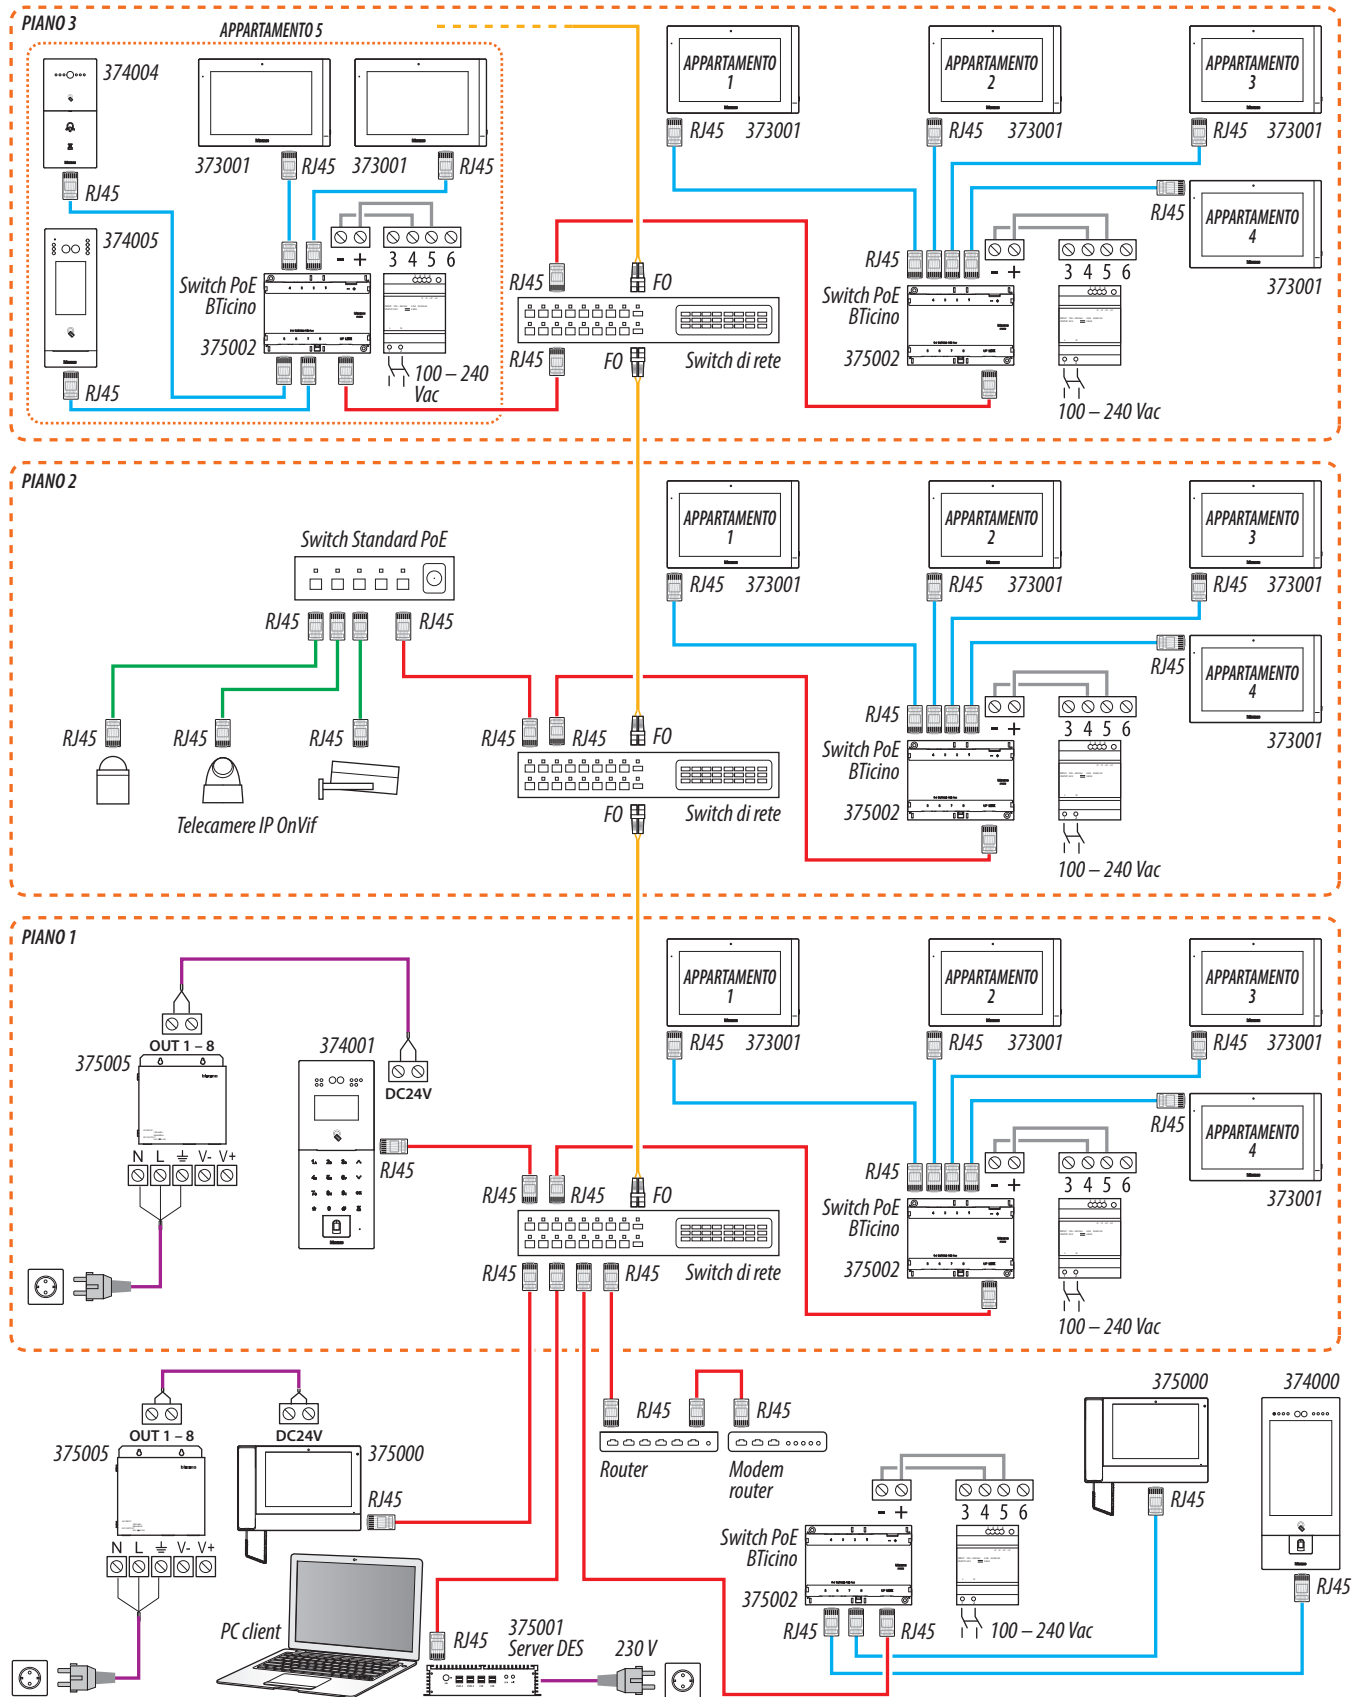 PIANO 3
APPARTAMENTO 5
374004
RJ45
374005
RJ45
373001
RJ45
373001
RJ45
- +
3 4 5 6
Switch PoE
BTicino
375002
100 – 240
Vac
RJ45
FO
RJ45
FO
Switch di rete
APPARTAMENTO
1
RJ45 373001
APPARTAMENTO
2
RJ45 373001
APPARTAMENTO
3
RJ45 373001
APPARTAMENTO
4
RJ45
373001
RJ45
- +
3 4 5 6
Switch PoE
BTicino
375002
100 – 240 Vac
PIANO 2
Switch Standard PoE
RJ45
RJ45
RJ45
RJ45
RJ45
Telecamere IP OnVif
RJ45
RJ45
FO
FO
Switch di rete
APPARTAMENTO
1
RJ45 373001
APPARTAMENTO
2
RJ45 373001
APPARTAMENTO
3
RJ45 373001
APPARTAMENTO
4
RJ45
373001
RJ45
- +
3 4 5 6
Switch PoE
BTicino
375002
100 – 240 Vac
PIANO 1
OUT 1 – 8
375005
N L V- V+
374001
DC24V
RJ45
RJ45
RJ45
FO
RJ45
RJ45
Switch di rete
APPARTAMENTO
1
RJ45 373001
APPARTAMENTO
2
RJ45 373001
APPARTAMENTO
3
RJ45 373001
APPARTAMENTO
4
RJ45
373001
RJ45
- +
3 4 5 6
Switch PoE
BTicino
375002
100 – 240 Vac
OUT 1 – 8
375005
N L V- V+
DC24V
375000
RJ45
PC client
RJ45
375001
Server DES
230 V
RJ45
Router
RJ45
Modem
router
- +
3 4 5 6
Switch PoE
BTicino
375002
RJ45
RJ45
100 – 240 Vac
375000
RJ45
374000
RJ45